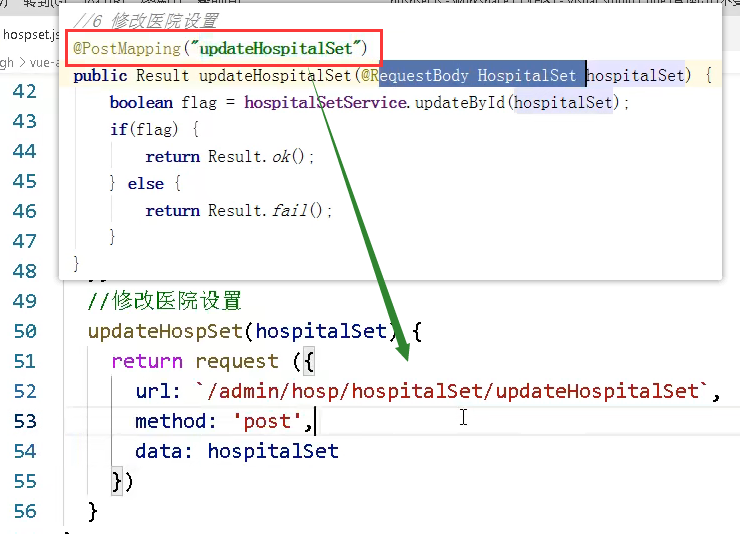 //6 修改医院设置
hospset.js
@PostMapping("updateHospitalSet")
gh > vue-a
public Result updateHospitalSet(@RequestBody HospitalSet hospitalSet) {
42
boolean flag = hospitalSetService.updateById(hospitalSet);
43
if(flag) {
44
return Result.ok();
45
} else {
46
return Result.fail();
47
}
48
}
49 //修改医院设置
50 updateHospSet(hospitalSet) {
51 return request ({
52 url: `/admin/hosp/hospitalSet/updateHospitalSet`,
53 method: 'post',
54 data: hospitalSet
55 })
56 }